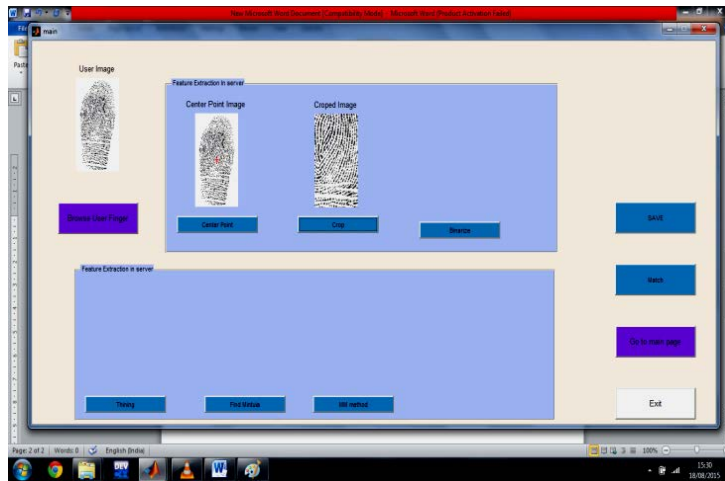 New Microsoft Word Document [Compatibility Mode] - Microsoft Word (Product Activation Failed)
main
Paste
User Image
Feature Extraction in server
Center Point Image
Croped Image
Browse User Finger
Center Point
Crop
Binarize
SAVE
Feature Extraction in server
Match
Go to main page
Thining
Find Mintuia
MM method
Exit
Page: 2 of 2
Words: 0
English (India)
100%
DEV
15:30
18/08/2015